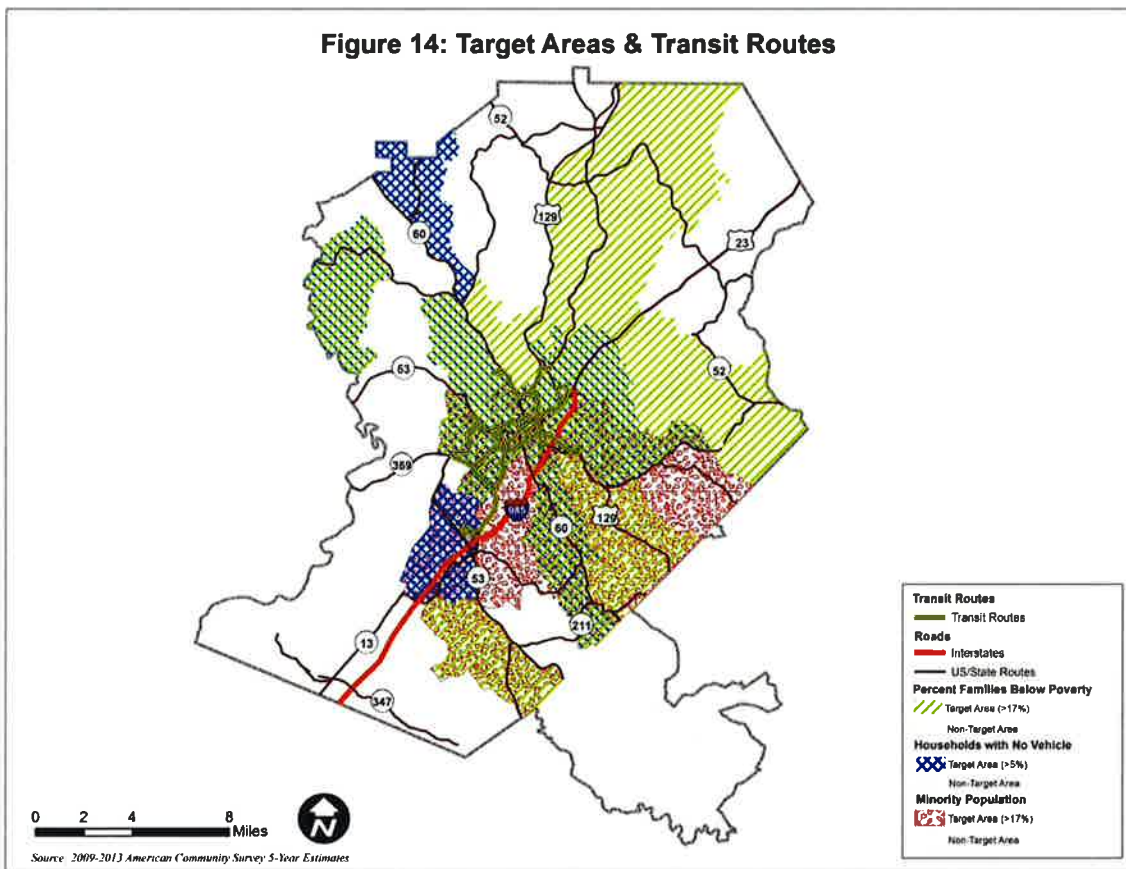 Figure 14: Target Areas & Transit Routes
52
129
60
23
53
52
369
60
129
53
211
13
347
Transit Routes
Transit Routes
Roads
Interstates
US/State Routes
Percent Families Below Poverty
Target Area (>17%)
Non-Target Area
Households with No Vehicle
Target Area (>5%)
Non-Target Area
Minority Population
Target Area (>17%)
Non-Target Area
0 2 4 8
Miles
N
Source: 2009-2013 American Community Survey 5-Year Estimates